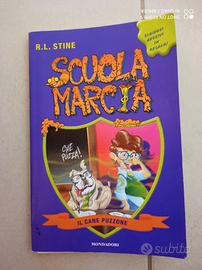 R.L. STINE
SCUOLA
MARCIA
CHE
PUZZA!
IL CANE PUZZONE
MONDADORI
subito